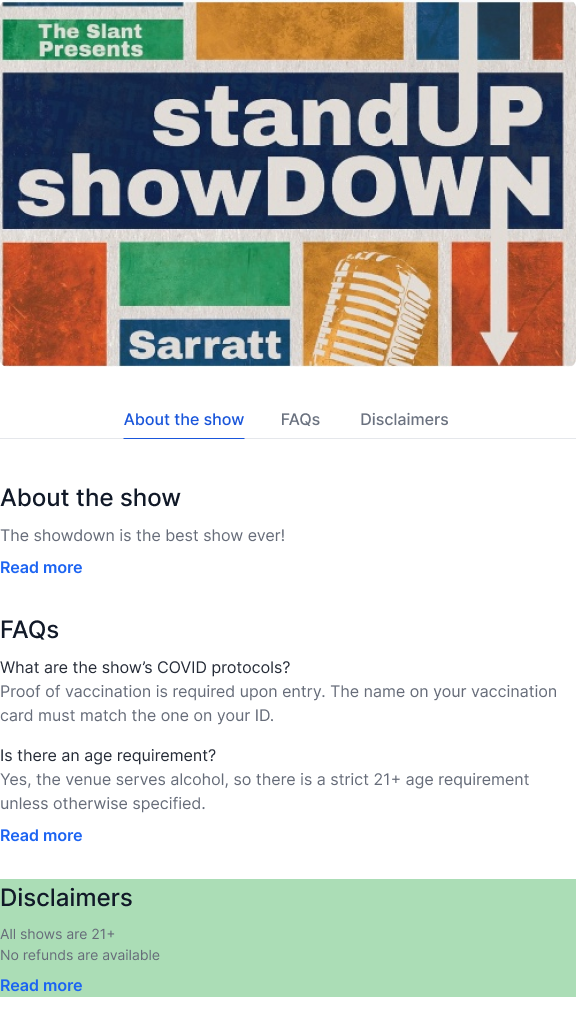 The Slant
Presents
standUP
showDOWN
Sarratt
About the show
FAQs
Disclaimers
About the show
The showdown is the best show ever!
Read more
FAQs
What are the show’s COVID protocols?
Proof of vaccination is required upon entry. The name on your vaccination
card must match the one on your ID.
Is there an age requirement?
Yes, the venue serves alcohol, so there is a strict 21+ age requirement
unless otherwise specified.
Read more
Disclaimers
All shows are 21+
No refunds are available
Read more